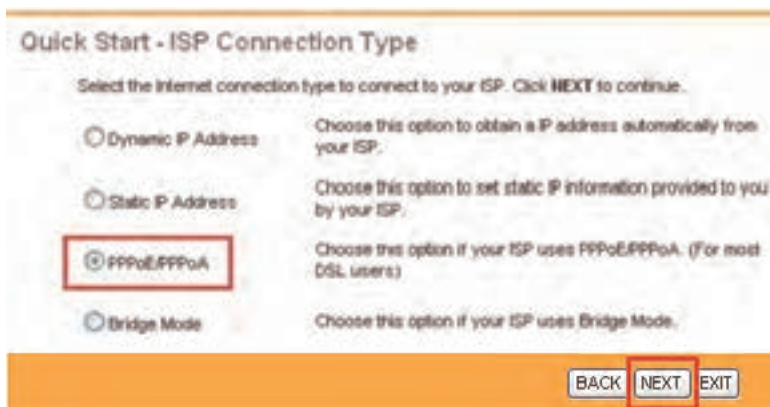 Quick Start - ISP Connection Type
Select the Internet connection type to connect to your ISP. Click NEXT to continue.
Dynamic IP Address
Choose this option to obtain a IP address automatically from
your ISP.
Static IP Address
Choose this option to set static IP information provided to you
by your ISP.
PPPoE/PPPoA
Choose this option if your ISP uses PPPoE/PPPoA. (For most
DSL users)
Bridge Mode
Choose this option if your ISP uses Bridge Mode.
BACK NEXT EXIT